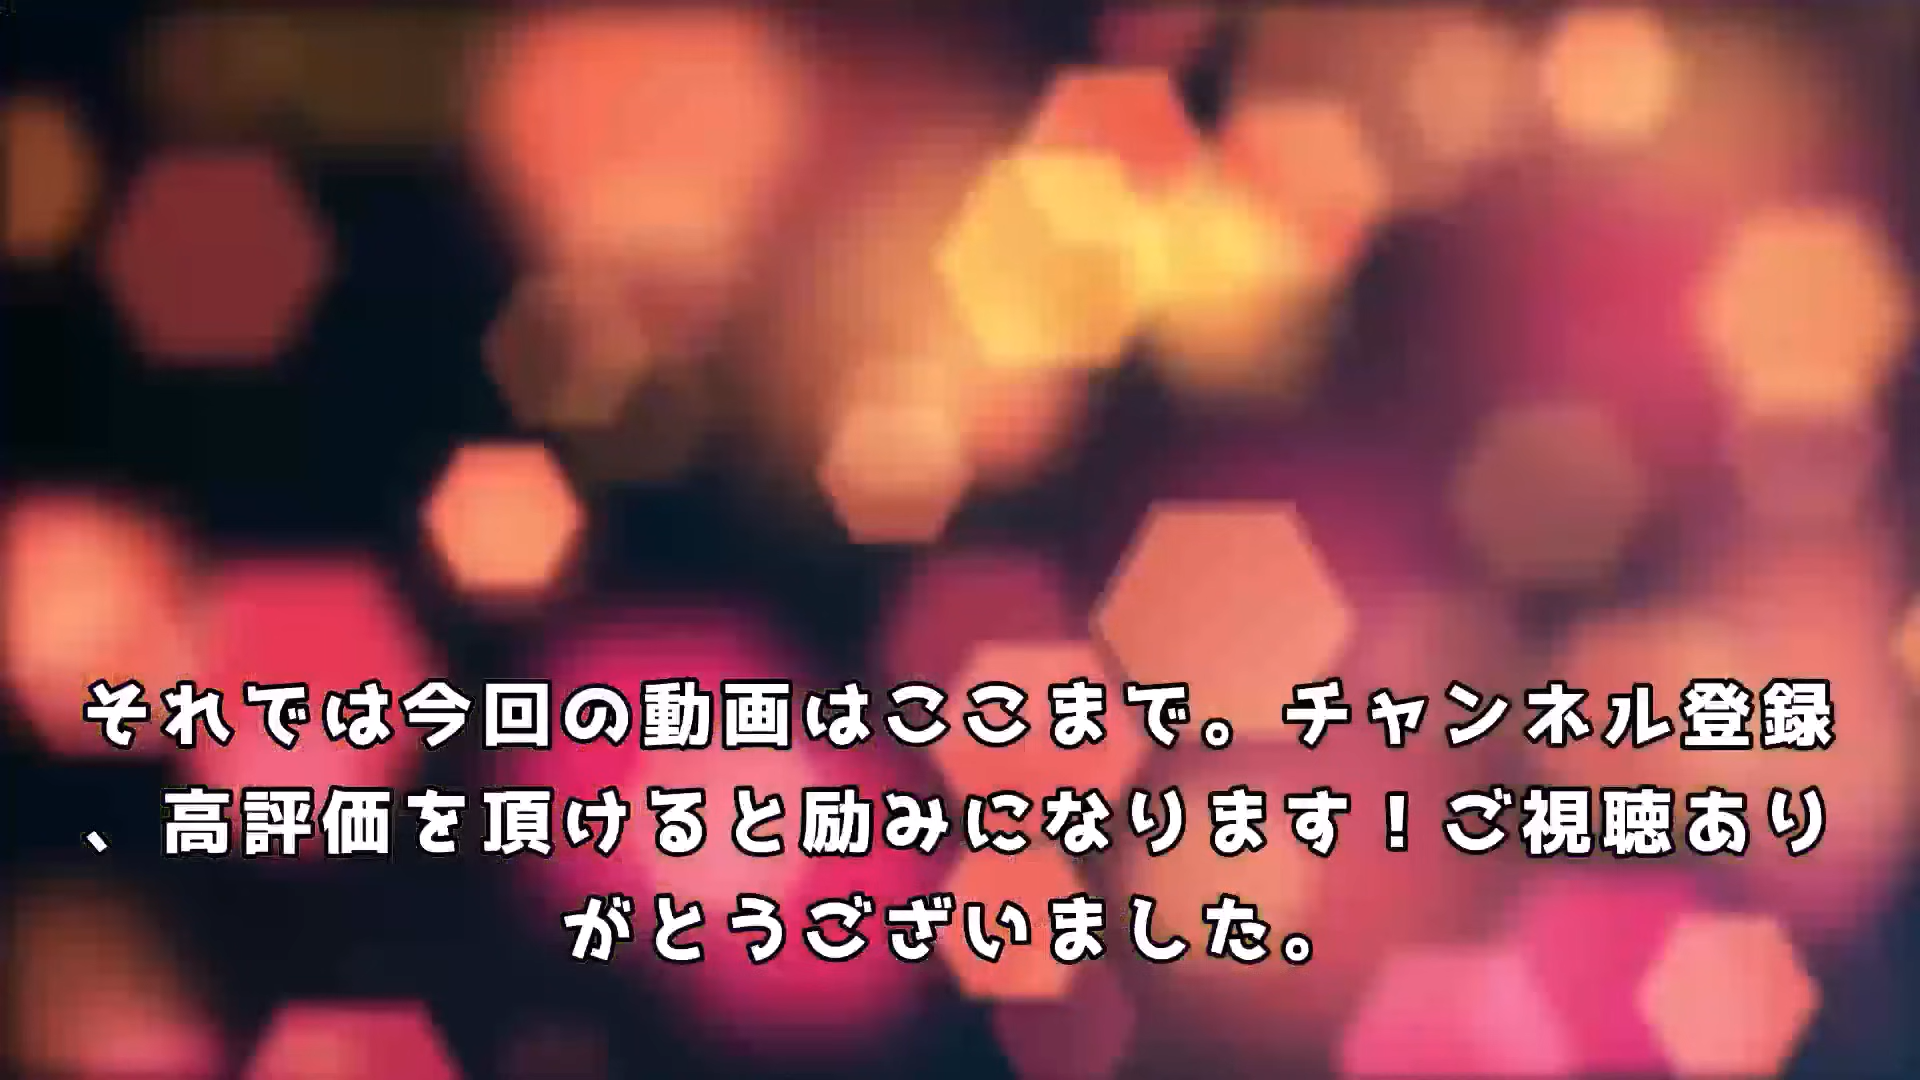 それでは今回の動画はここまで。チャンネル登録
、高評価を頂けると励みになります！ご視聴あり
がとうございました。